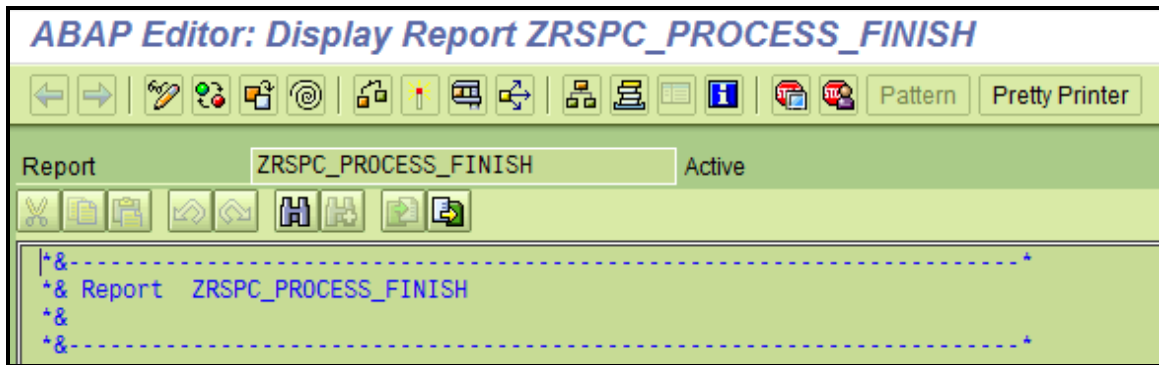 ABAP Editor: Display Report ZRSPC_PROCESS_FINISH
Pattern Pretty Printer
Report ZRSPC_PROCESS_FINISH Active
*&---------------------------------------------------------------------*
*& Report  ZRSPC_PROCESS_FINISH
*&
*&---------------------------------------------------------------------*